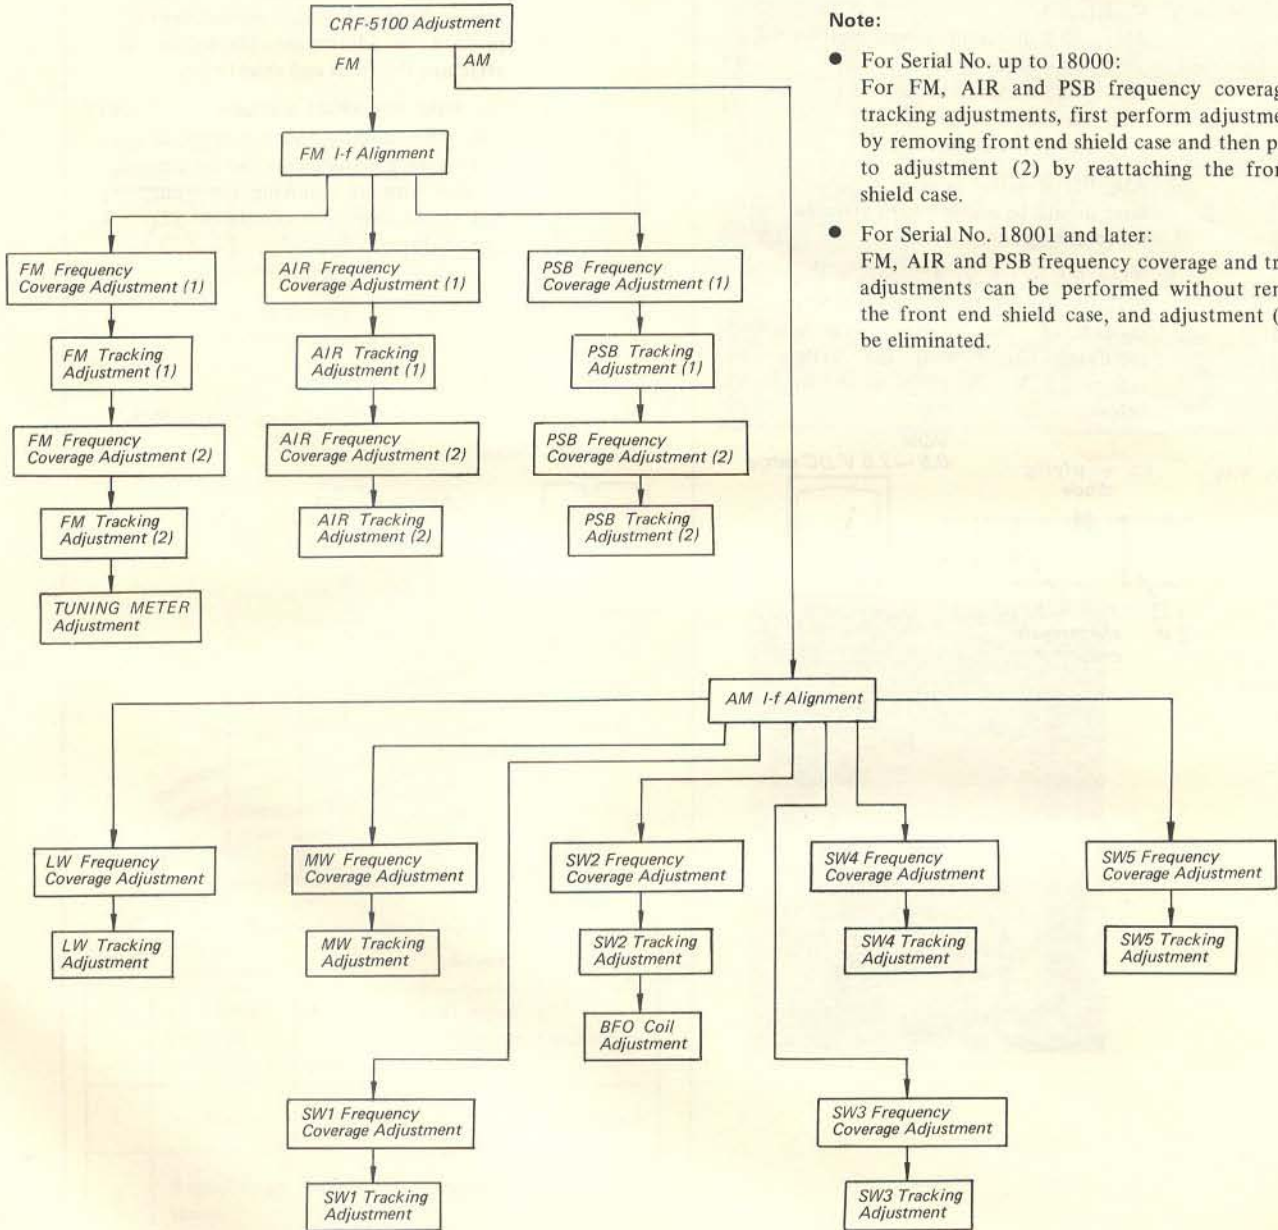 CRF-5100 Adjustment
FM
AM
Note:
● For Serial No. up to 18000:
For FM, AIR and PSB frequency
tracking adjustments, first perform
by removing front end shield case and then
to adjustment (2) by reattaching the
shield case.
● For Serial No. 18001 and later:
FM, AIR and PSB frequency coverage and
adjustments can be performed without
the front end shield case, and adjustment
be eliminated.
FM I-f Alignment
FM Frequency
Coverage Adjustment (1)
AIR Frequency
Coverage Adjustment (1)
PSB Frequency
Coverage Adjustment (1)
FM Tracking
Adjustment (1)
AIR Tracking
Adjustment (1)
PSB Tracking
Adjustment (1)
FM Frequency
Coverage Adjustment (2)
AIR Frequency
Coverage Adjustment (2)
PSB Frequency
Coverage Adjustment (2)
FM Tracking
Adjustment (2)
AIR Tracking
Adjustment (2)
PSB Tracking
Adjustment (2)
TUNING METER
Adjustment
AM I-f Alignment
LW Frequency
Coverage Adjustment
MW Frequency
Coverage Adjustment
SW2 Frequency
Coverage Adjustment
SW4 Frequency
Coverage Adjustment
SW5 Frequency
Coverage Adjustment
LW Tracking
Adjustment
MW Tracking
Adjustment
SW2 Tracking
Adjustment
SW4 Tracking
Adjustment
SW5 Tracking
Adjustment
BFO Coil
Adjustment
SW1 Frequency
Coverage Adjustment
SW3 Frequency
Coverage Adjustment
SW1 Tracking
Adjustment
SW3 Tracking
Adjustment